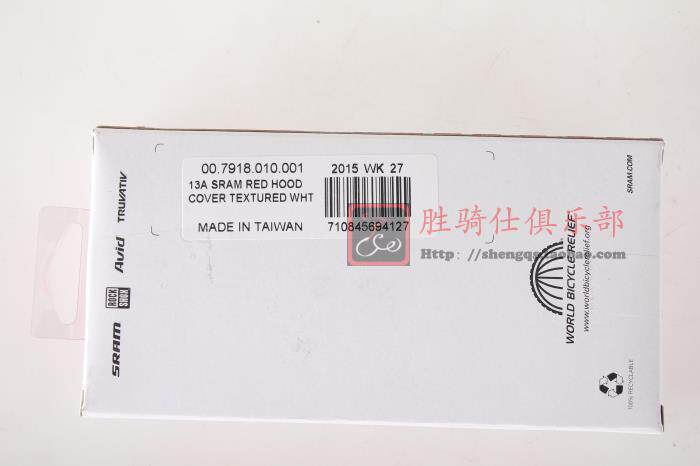 00.7918.010.001
2015 WK 27
13A SRAM RED HOOD
COVER TEXTURED WHT
MADE IN TAIWAN
710845694127
胜骑仕俱乐部
SRAM
ROCK
SHOX
Avid
TRUVATIV
SRAM.COM
WORLD BICYCLE RELIEF
www.worldbicyclerelief.org
100% RECYCLABLE